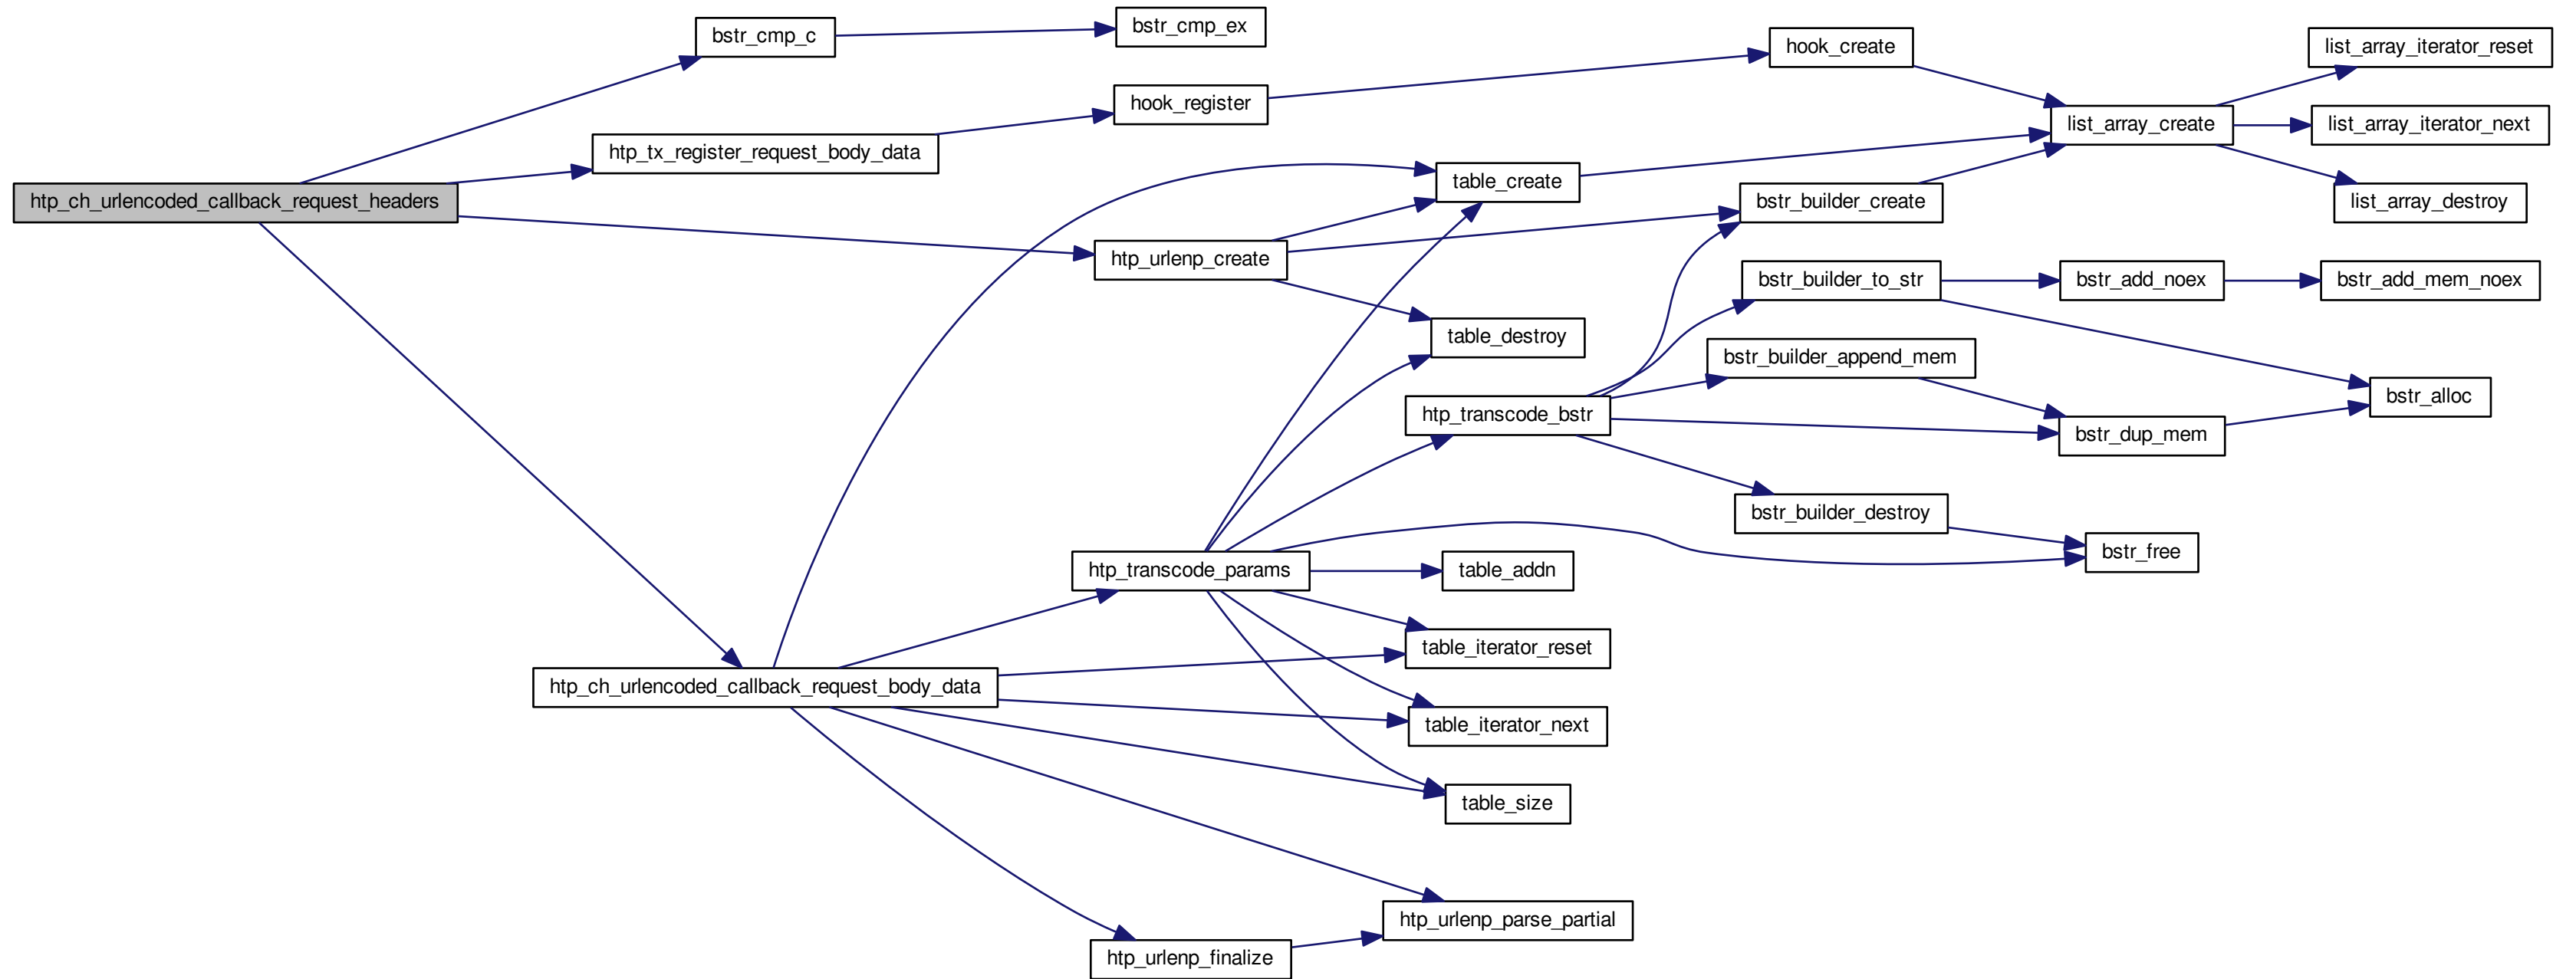 htp_ch_urlencoded_callback_request_headers
bstr_cmp_c
bstr_cmp_ex
htp_tx_register_request_body_data
hook_register
hook_create
list_array_create
list_array_iterator_reset
list_array_iterator_next
list_array_destroy
htp_urlenp_create
table_create
bstr_builder_create
table_destroy
bstr_builder_to_str
bstr_add_noex
bstr_add_mem_noex
bstr_builder_append_mem
htp_transcode_bstr
bstr_alloc
bstr_dup_mem
bstr_builder_destroy
bstr_free
htp_transcode_params
table_addn
table_iterator_reset
htp_ch_urlencoded_callback_request_body_data
table_iterator_next
table_size
htp_urlenp_parse_partial
htp_urlenp_finalize